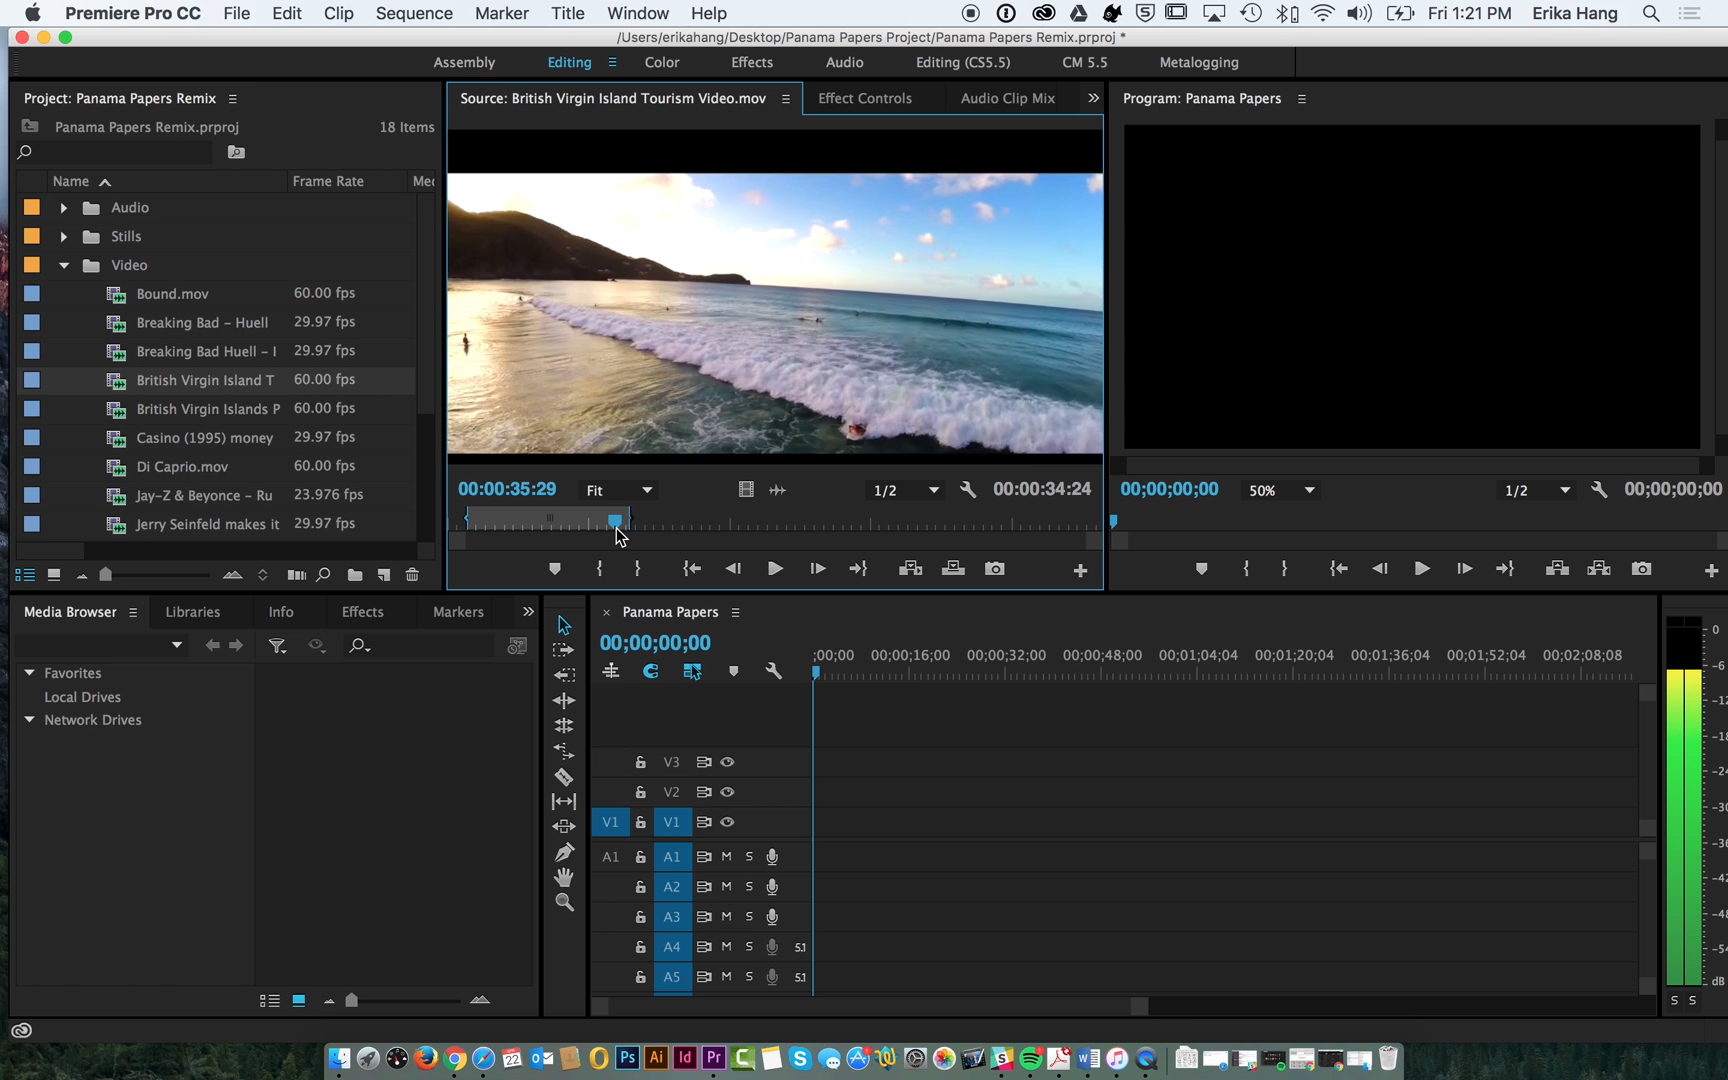 Premiere Pro CC File Edit Clip Sequence Marker Title Window Help Fri 1:21 PM Erika Hang
/Users/erikahang/Desktop/Panama Papers Project/Panama Papers Remix.prproj *
Assembly Editing Color Effects Audio Editing (CS5.5) CM 5.5 Metalogging
Project: Panama Papers Remix
Source: British Virgin Island Tourism Video.mov Effect Controls Audio Clip Mix
Program: Panama Papers
Panama Papers Remix.prproj 18 Items
Name Frame Rate Med
Audio
Stills
Video
Bound.mov 60.00 fps
Breaking Bad - Huell 29.97 fps
Breaking Bad Huell - I 29.97 fps
British Virgin Island T 60.00 fps
British Virgin Islands P 60.00 fps
Casino (1995) money 29.97 fps
Di Caprio.mov 60.00 fps
Jay-Z & Beyonce - Ru 23.976 fps
Jerry Seinfeld makes it 29.97 fps
00:00:35:29 Fit 1/2 00:00:34:24
00;00;00;00 50% 1/2 00;00;00;00
Media Browser Libraries Info Effects Markers
Favorites
Local Drives
Network Drives
× Panama Papers
00;00;00;00
;00;00 00;00;16;00 00;00;32;00 00;00;48;00 00;01;04;04 00;01;20;04 00;01;36;04 00;01;52;04 00;02;08;08
V3
V2
V1 V1
A1 A1 M S
A2 M S
A3 M S
A4 M S 5.1
A5 M S 5.1
0
-6
-12
-18
-24
-30
-36
-42
-48
-54
dB
S S
22
Ps Ai Id Pr